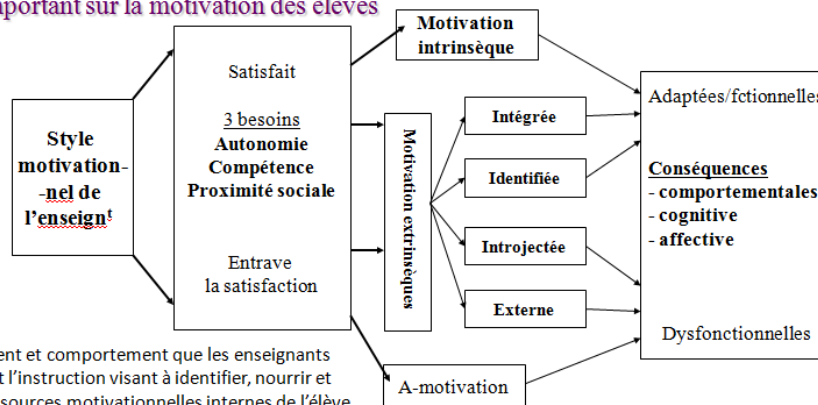 portant sur la motivation des élèves
Motivation
intrinsèque
Satisfait
3 besoins
Autonomie
Compétence
Proximité sociale
Entrave
la satisfaction
Style
motivation-
-nel de
l'enseignᵗ
Motivation extrinsèques
Intégrée
Identifiée
Introjectée
Externe
A-motivation
Adaptées/fctionnelles
Conséquences
- comportementales
- cognitive
- affective
Dysfonctionnelles
ent et comportement que les enseignants
t l'instruction visant à identifier, nourrir et
sources motivationnelles internes de l'élève